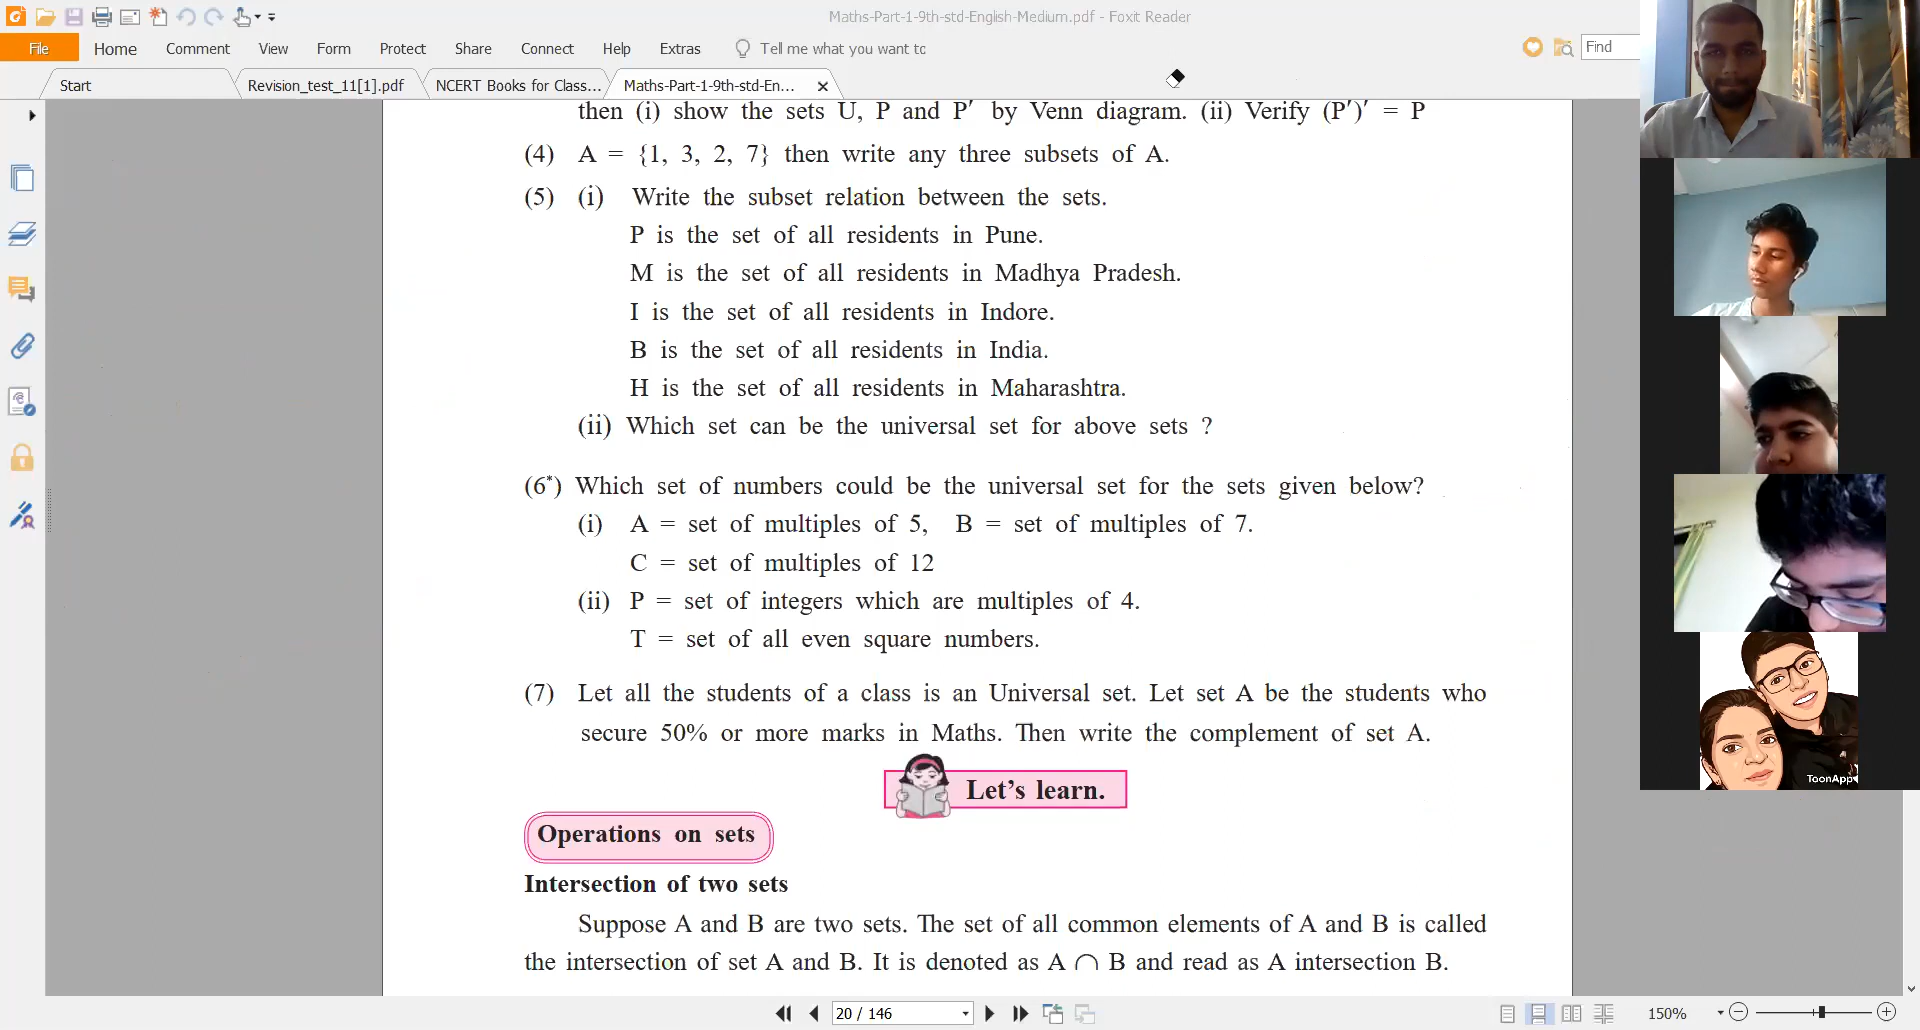 Maths-Part-1-9th-std-English-Medium.pdf - Foxit Reader
File Home Comment View Form Protect Share Connect Help Extras Tell me what you want to Find
Start Revision_test_11[1].pdf NCERT Books for Class... Maths-Part-1-9th-std-En...
then (i) show the sets U, P and P′ by Venn diagram. (ii) Verify (P′)′ = P
(4) A = {1, 3, 2, 7} then write any three subsets of A.
(5) (i) Write the subset relation between the sets.
P is the set of all residents in Pune.
M is the set of all residents in Madhya Pradesh.
I is the set of all residents in Indore.
B is the set of all residents in India.
H is the set of all residents in Maharashtra.
(ii) Which set can be the universal set for above sets ?
(6*) Which set of numbers could be the universal set for the sets given below?
(i) A = set of multiples of 5, B = set of multiples of 7.
C = set of multiples of 12
(ii) P = set of integers which are multiples of 4.
T = set of all even square numbers.
(7) Let all the students of a class is an Universal set. Let set A be the students who
secure 50% or more marks in Maths. Then write the complement of set A.
Let's learn.
Operations on sets
Intersection of two sets
Suppose A and B are two sets. The set of all common elements of A and B is called
the intersection of set A and B. It is denoted as A ∩ B and read as A intersection B.
ToonApp
20 / 146 150%